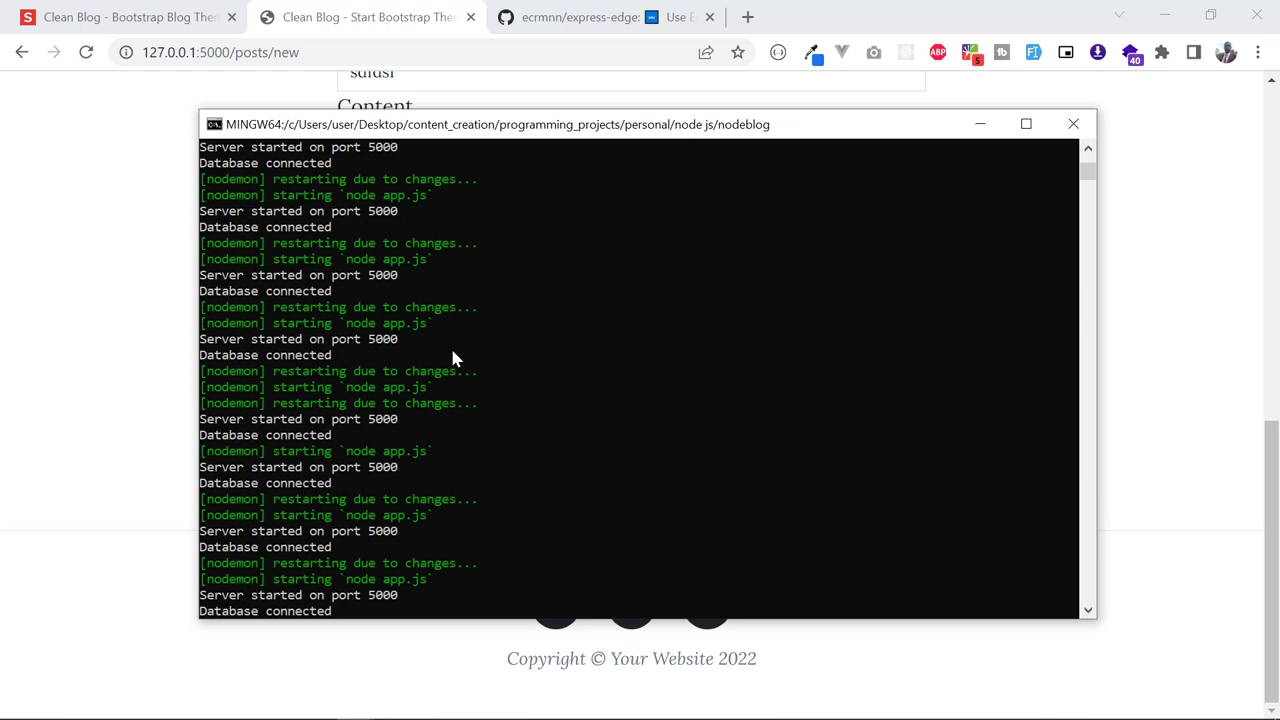 Clean Blog - Bootstrap Blog Then
Clean Blog - Start Bootstrap Ther
ecrmnn/express-edge: Use E
127.0.0.1:5000/posts/new
ABP
5
tb
40
Content
MINGW64:/c/Users/user/Desktop/content_creation/programming_projects/personal/node js/nodeblog
Server started on port 5000
Database connected
[nodemon] restarting due to changes...
[nodemon] starting `node app.js`
Server started on port 5000
Database connected
[nodemon] restarting due to changes...
[nodemon] starting `node app.js`
Server started on port 5000
Database connected
[nodemon] restarting due to changes...
[nodemon] starting `node app.js`
Server started on port 5000
Database connected
[nodemon] restarting due to changes...
[nodemon] starting `node app.js`
[nodemon] restarting due to changes...
Server started on port 5000
Database connected
[nodemon] starting `node app.js`
Server started on port 5000
Database connected
[nodemon] restarting due to changes...
[nodemon] starting `node app.js`
Server started on port 5000
Database connected
[nodemon] restarting due to changes...
[nodemon] starting `node app.js`
Server started on port 5000
Database connected
Copyright © Your Website 2022